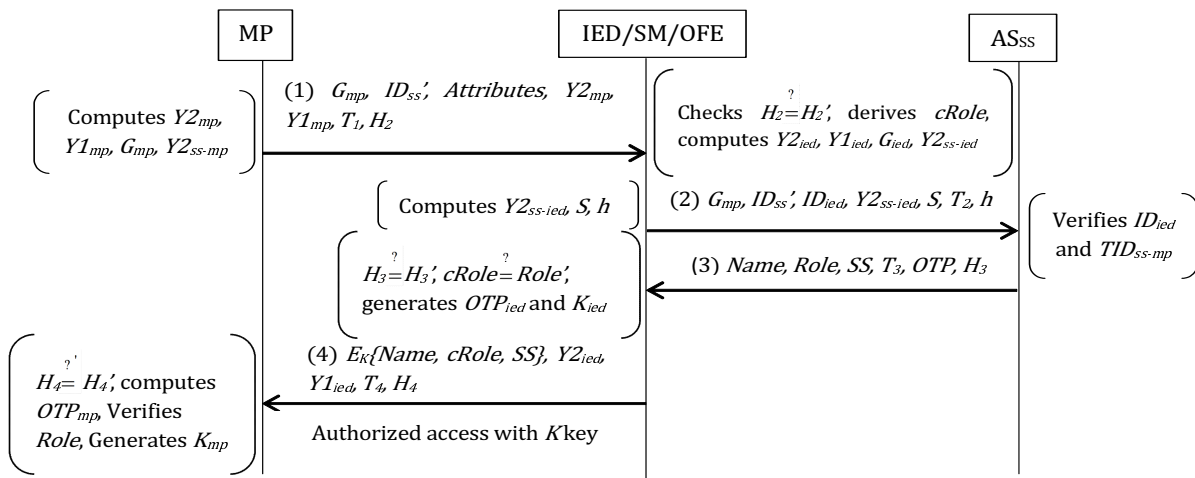 MP
IED/SM/OFE
ASss
Computes Y2mp,
Y1mp, Gmp, Y2ss-mp
(1) Gmp, IDss′, Attributes, Y2mp,
Y1mp, T1, H2
Checks H2 ?= H2′, derives cRole,
computes Y2ied, Y1ied, Gied, Y2ss-ied
Computes Y2ss-ied, S, h
(2) Gmp, IDss′, IDied, Y2ss-ied, S, T2, h
Verifies IDied
and TIDss-mp
H3 ?= H3′, cRole ?= Role′,
generates OTPied and Kied
(3) Name, Role, SS, T3, OTP, H3
(4) EK{Name, cRole, SS}, Y2ied,
Y1ied, T4, H4
H4 ?′= H4′, computes
OTPmp, Verifies
Role, Generates Kmp
Authorized access with K key